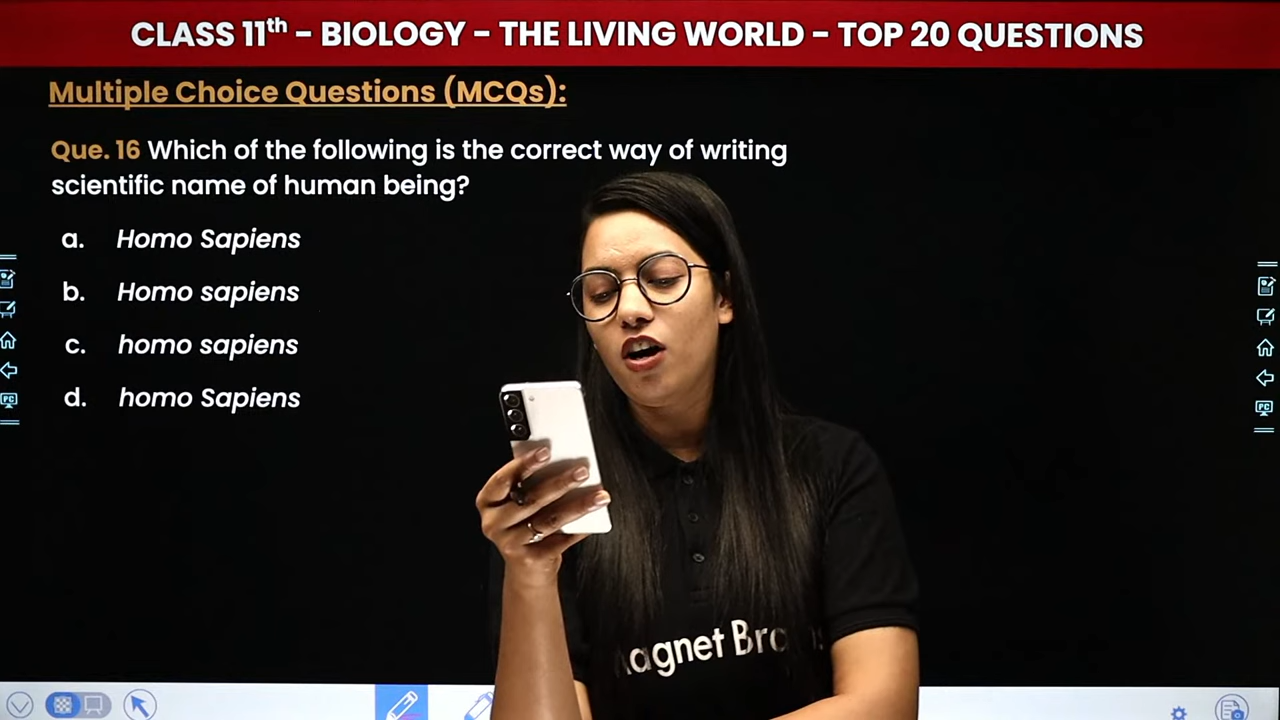 CLASS 11th – BIOLOGY – THE LIVING WORLD – TOP 20 QUESTIONS
Multiple Choice Questions (MCQs):
Que. 16 Which of the following is the correct way of writing
scientific name of human being?
a. Homo Sapiens
b. Homo sapiens
c. homo sapiens
d. homo Sapiens
PC
PC